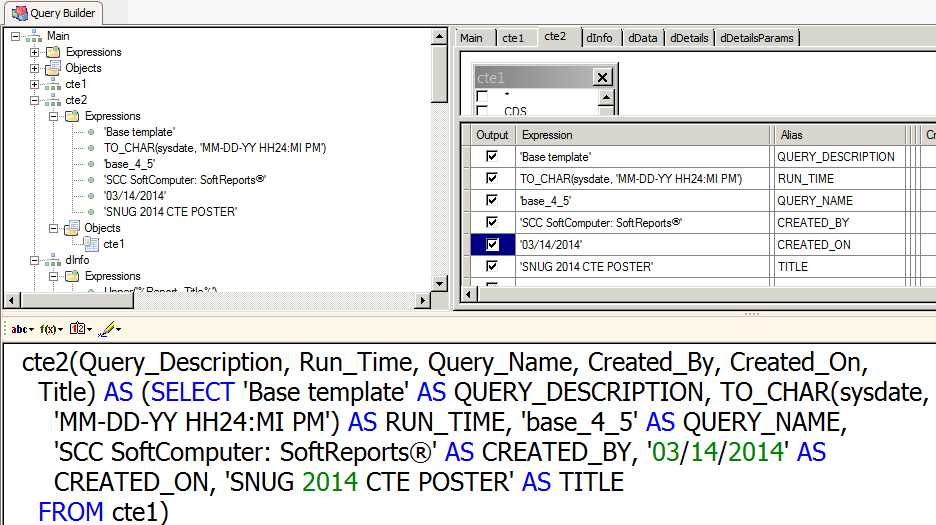 Query Builder
Main
Expressions
Objects
cte1
cte2
Expressions
'Base template'
TO_CHAR(sysdate, 'MM-DD-YY HH24:MI PM')
'base_4_5'
'SCC SoftComputer: SoftReports®'
'03/14/2014'
'SNUG 2014 CTE POSTER'
Objects
cte1
dInfo
Expressions
Upper('%Report_Title%')
Main cte1 cte2 dInfo dData dDetails dDetailsParams
cte1
*
CDS
Output Expression Alias Cr
'Base template' QUERY_DESCRIPTION
TO_CHAR(sysdate, 'MM-DD-YY HH24:MI PM') RUN_TIME
'base_4_5' QUERY_NAME
'SCC SoftComputer: SoftReports®' CREATED_BY
'03/14/2014' CREATED_ON
'SNUG 2014 CTE POSTER' TITLE
abc f(x) 12
cte2(Query_Description, Run_Time, Query_Name, Created_By, Created_On,
Title) AS (SELECT 'Base template' AS QUERY_DESCRIPTION, TO_CHAR(sysdate,
'MM-DD-YY HH24:MI PM') AS RUN_TIME, 'base_4_5' AS QUERY_NAME,
'SCC SoftComputer: SoftReports®' AS CREATED_BY, '03/14/2014' AS
CREATED_ON, 'SNUG 2014 CTE POSTER' AS TITLE
FROM cte1)